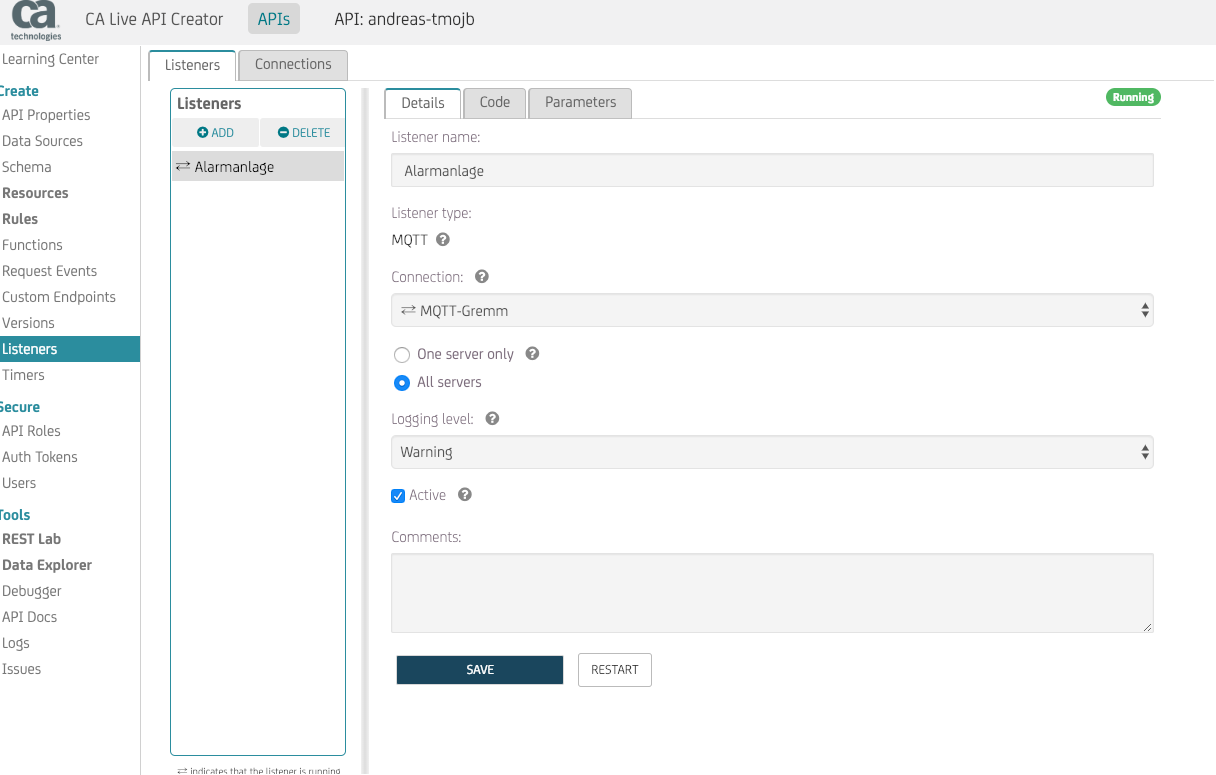 ca
technologies
CA Live API Creator
APIs
API: andreas-tmojb
Learning Center
Create
API Properties
Data Sources
Schema
Resources
Rules
Functions
Request Events
Custom Endpoints
Versions
Listeners
Timers
Secure
API Roles
Auth Tokens
Users
Tools
REST Lab
Data Explorer
Debugger
API Docs
Logs
Issues
Listeners
Connections
Listeners
ADD
DELETE
Alarmanlage
indicates that the listener is running
Details
Code
Parameters
Running
Listener name:
Alarmanlage
Listener type:
MQTT
Connection:
MQTT-Gremm
One server only
All servers
Logging level:
Warning
Active
Comments:
SAVE
RESTART